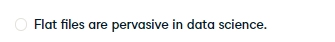 Flat files are pervasive in data science.